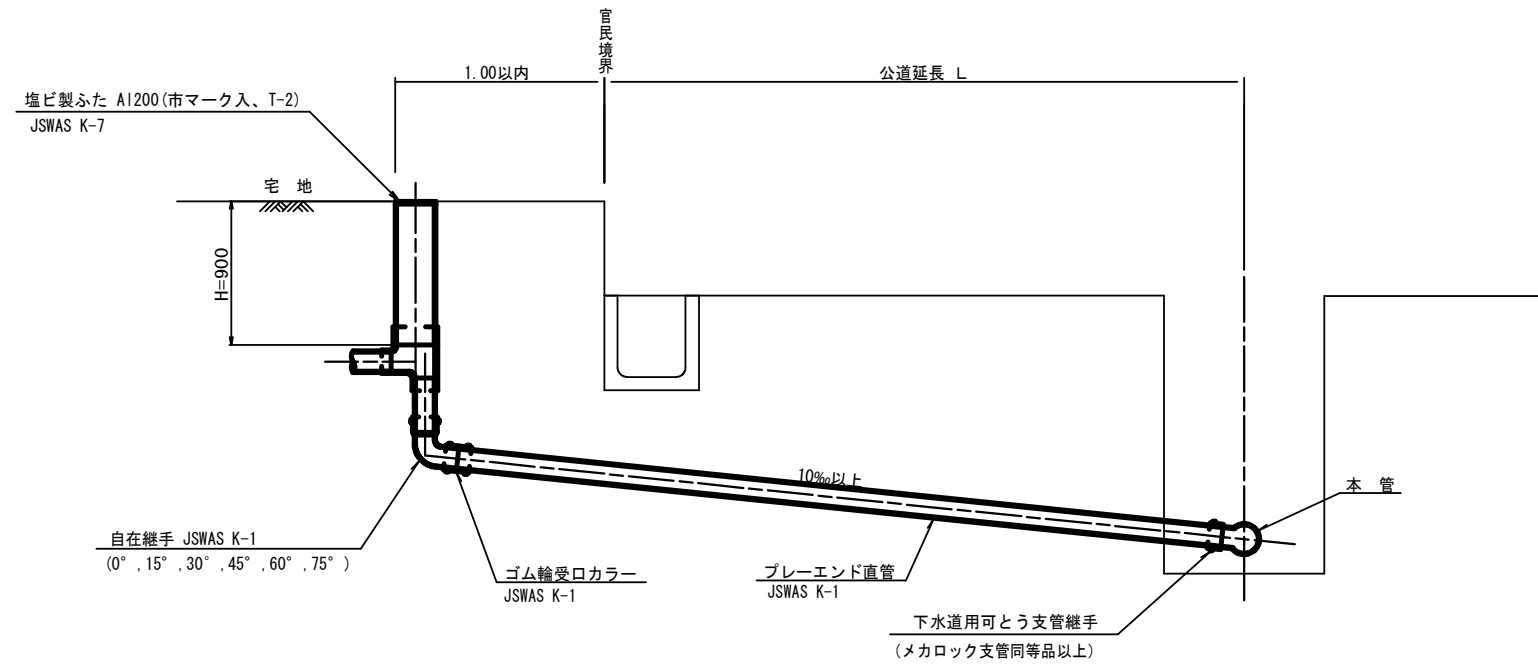 官民境界
1.00以内
公道延長 L
塩ビ製ふた AI200(市マーク入、T-2)
JSWAS K-7
宅 地
H=900
10‰以上
本 管
自在継手 JSWAS K-1
(0°,15°,30°,45°,60°,75°)
ゴム輪受口カラー
JSWAS K-1
プレーエンド直管
JSWAS K-1
下水道用可とう支管継手
(メカロック支管同等品以上)